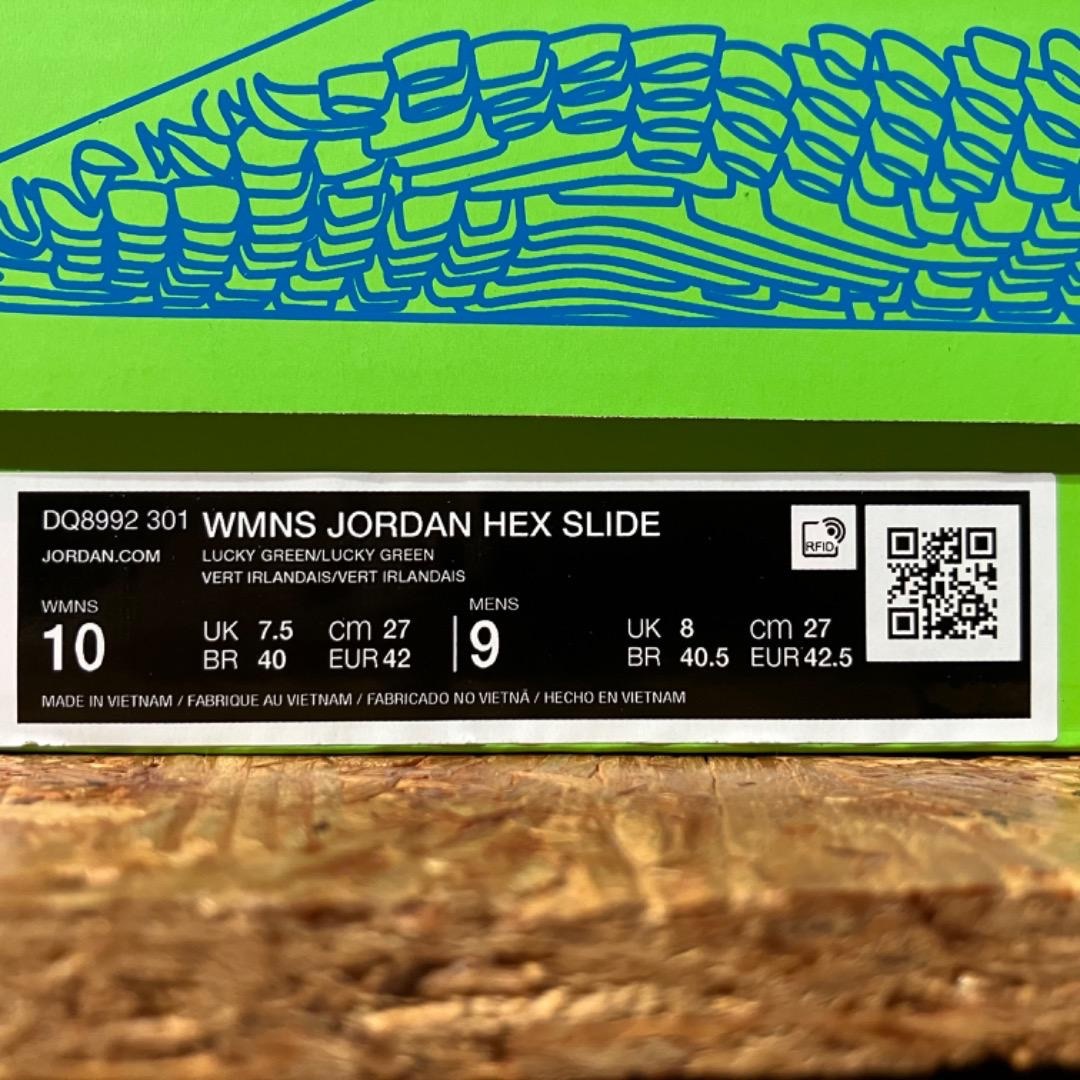 DQ8992 301 WMNS JORDAN HEX SLIDE
JORDAN.COM LUCKY GREEN/LUCKY GREEN
VERT IRLANDAIS/VERT IRLANDAIS
RFID
WMNS
10
UK 7.5 cm 27
BR 40 EUR 42
MENS
9
UK 8 cm 27
BR 40.5 EUR 42.5
MADE IN VIETNAM / FABRIQUE AU VIETNAM / FABRICADO NO VIETNÃ / HECHO EN VIETNAM